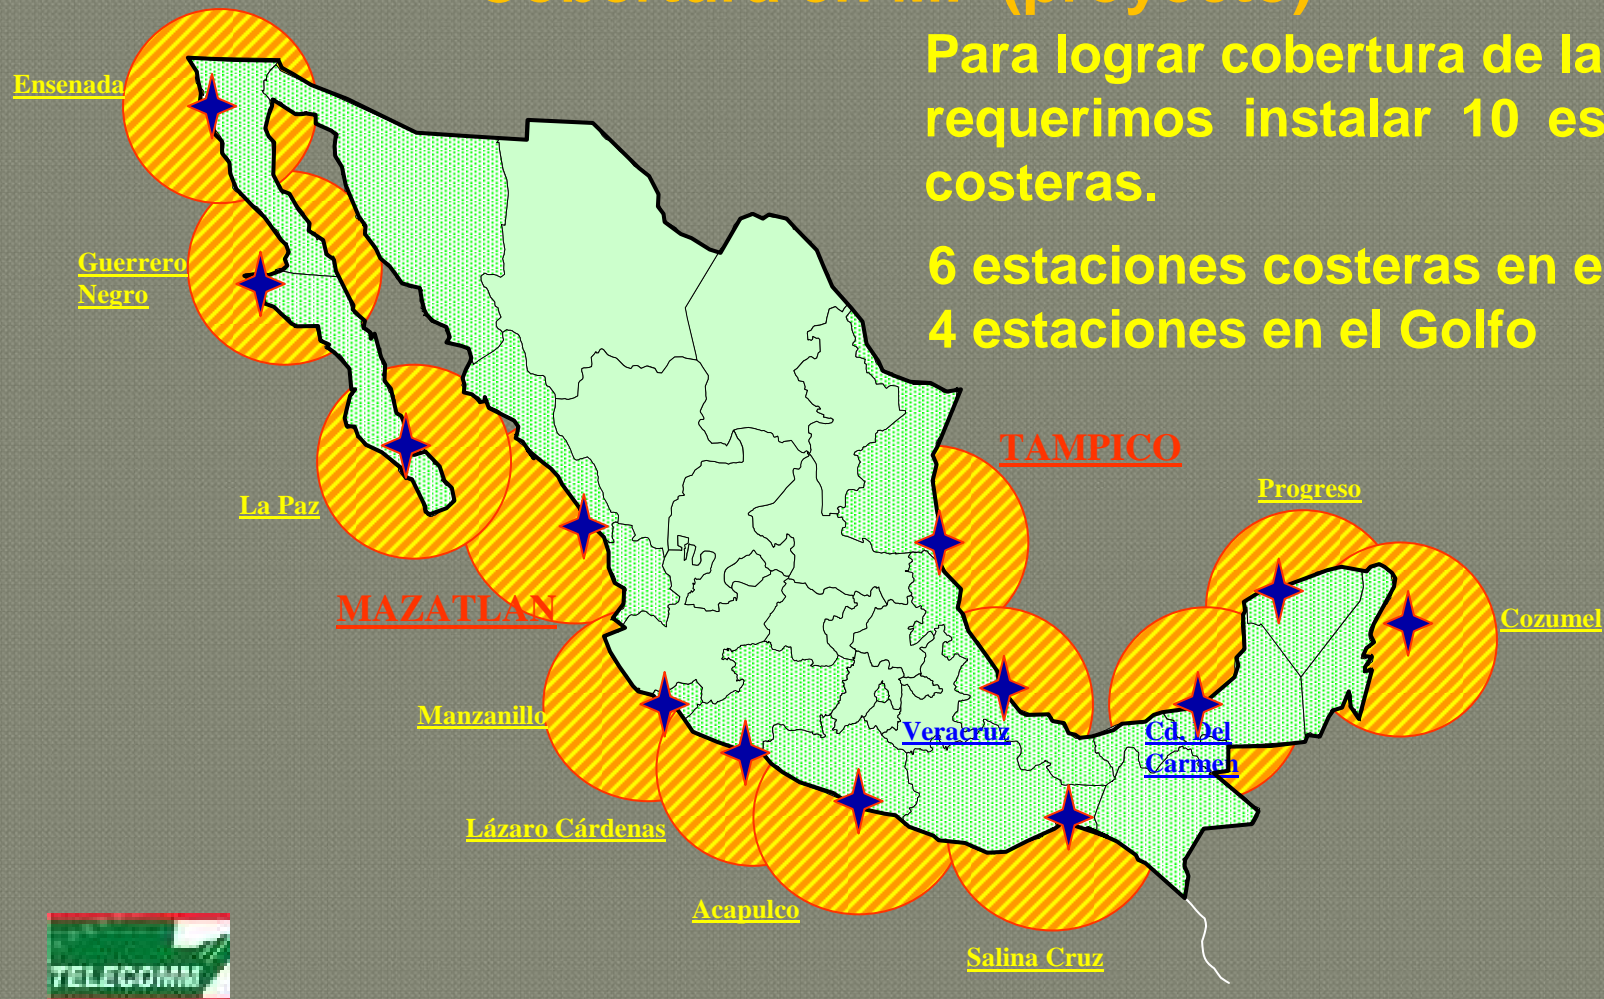 (proyecto)
Para lograr cobertura de la
requerimos instalar 10 es
costeras.
6 estaciones costeras en e
4 estaciones en el Golfo
Ensenada
Guerrero
Negro
La Paz
MAZATLAN
TAMPICO
Progreso
Cozumel
Manzanillo
Veracruz
Cd. Del
Carmen
Lázaro Cárdenas
Acapulco
Salina Cruz
TELECOMM